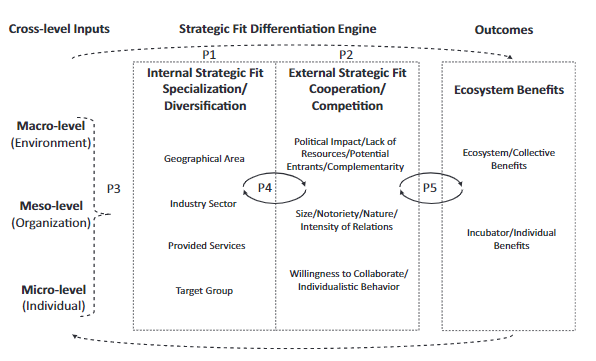 Cross-level Inputs
Strategic Fit Differentiation Engine
Outcomes
P1
P2
Internal Strategic Fit
Specialization/
Diversification
External Strategic Fit
Cooperation/
Competition
Ecosystem Benefits
Macro-level
(Environment)
Meso-level
(Organization)
Micro-level
(Individual)
P3
Geographical Area
Industry Sector
Provided Services
Target Group
P4
Political Impact/Lack of
Resources/Potential
Entrants/Complementarity
Size/Notoriety/Nature/
Intensity of Relations
Willingness to Collaborate/
Individualistic Behavior
P5
Ecosystem/Collective
Benefits
Incubator/Individual
Benefits